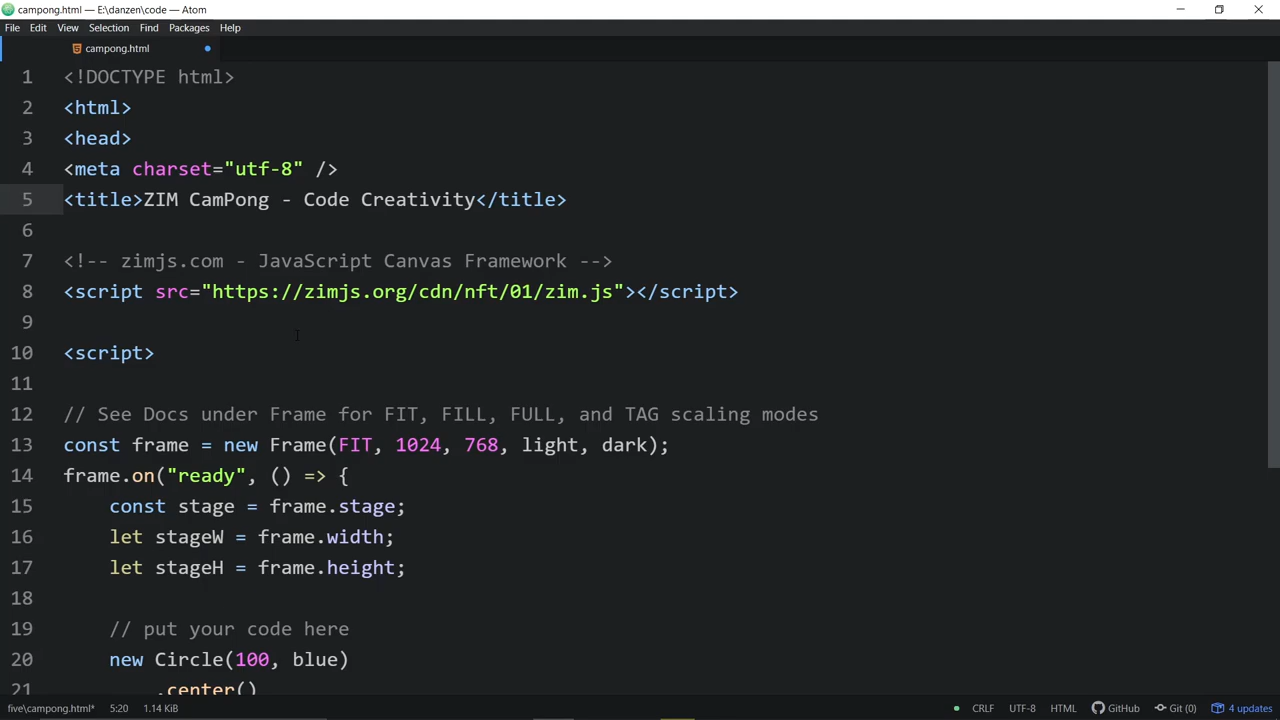 campong.html — E:\danzen\code — Atom
File Edit View Selection Find Packages Help
campong.html
1 <!DOCTYPE html>
2 <html>
3 <head>
4 <meta charset="utf-8" />
5 <title>ZIM CamPong - Code Creativity</title>
6
7 <!-- zimjs.com - JavaScript Canvas Framework -->
8 <script src="https://zimjs.org/cdn/nft/01/zim.js"></script>
9
10 <script>
11
12 // See Docs under Frame for FIT, FILL, FULL, and TAG scaling modes
13 const frame = new Frame(FIT, 1024, 768, light, dark);
14 frame.on("ready", () => {
15 const stage = frame.stage;
16 let stageW = frame.width;
17 let stageH = frame.height;
18
19 // put your code here
20 new Circle(100, blue)
21 .center()
five\campong.html* 5:20 1.14 KiB CRLF UTF-8 HTML GitHub Git (0) 4 updates